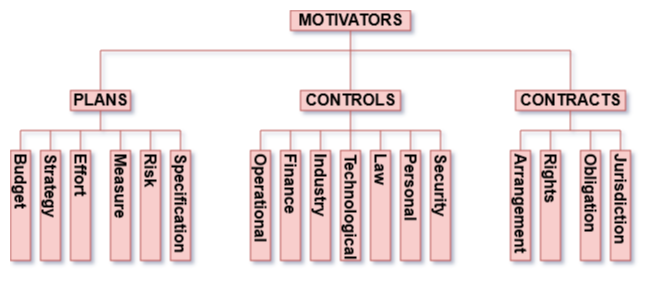 MOTIVATORS
PLANS
CONTROLS
CONTRACTS
Budget
Strategy
Effort
Measure
Risk
Specification
Operational
Finance
Industry
Technological
Law
Personal
Security
Arrangement
Rights
Obligation
Jurisdiction